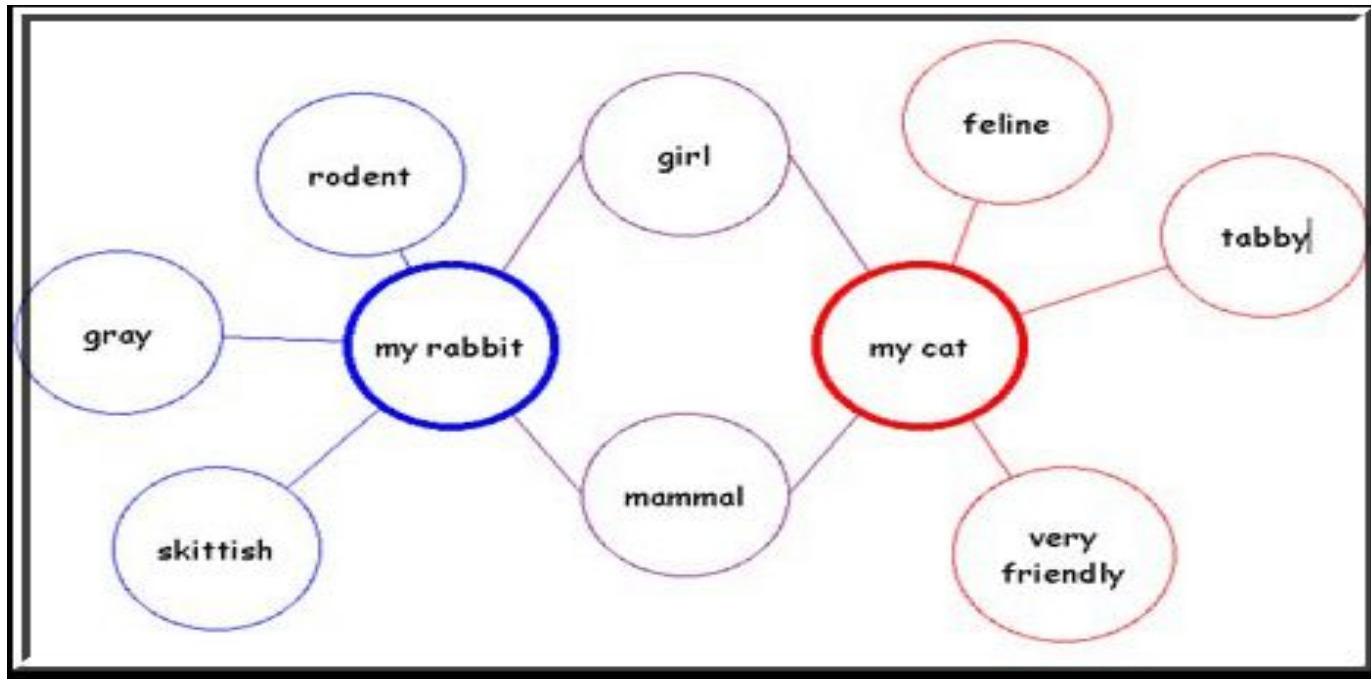 feline
girl
rodent
tabby
gray
my rabbit
my cat
mammal
skittish
very
friendly